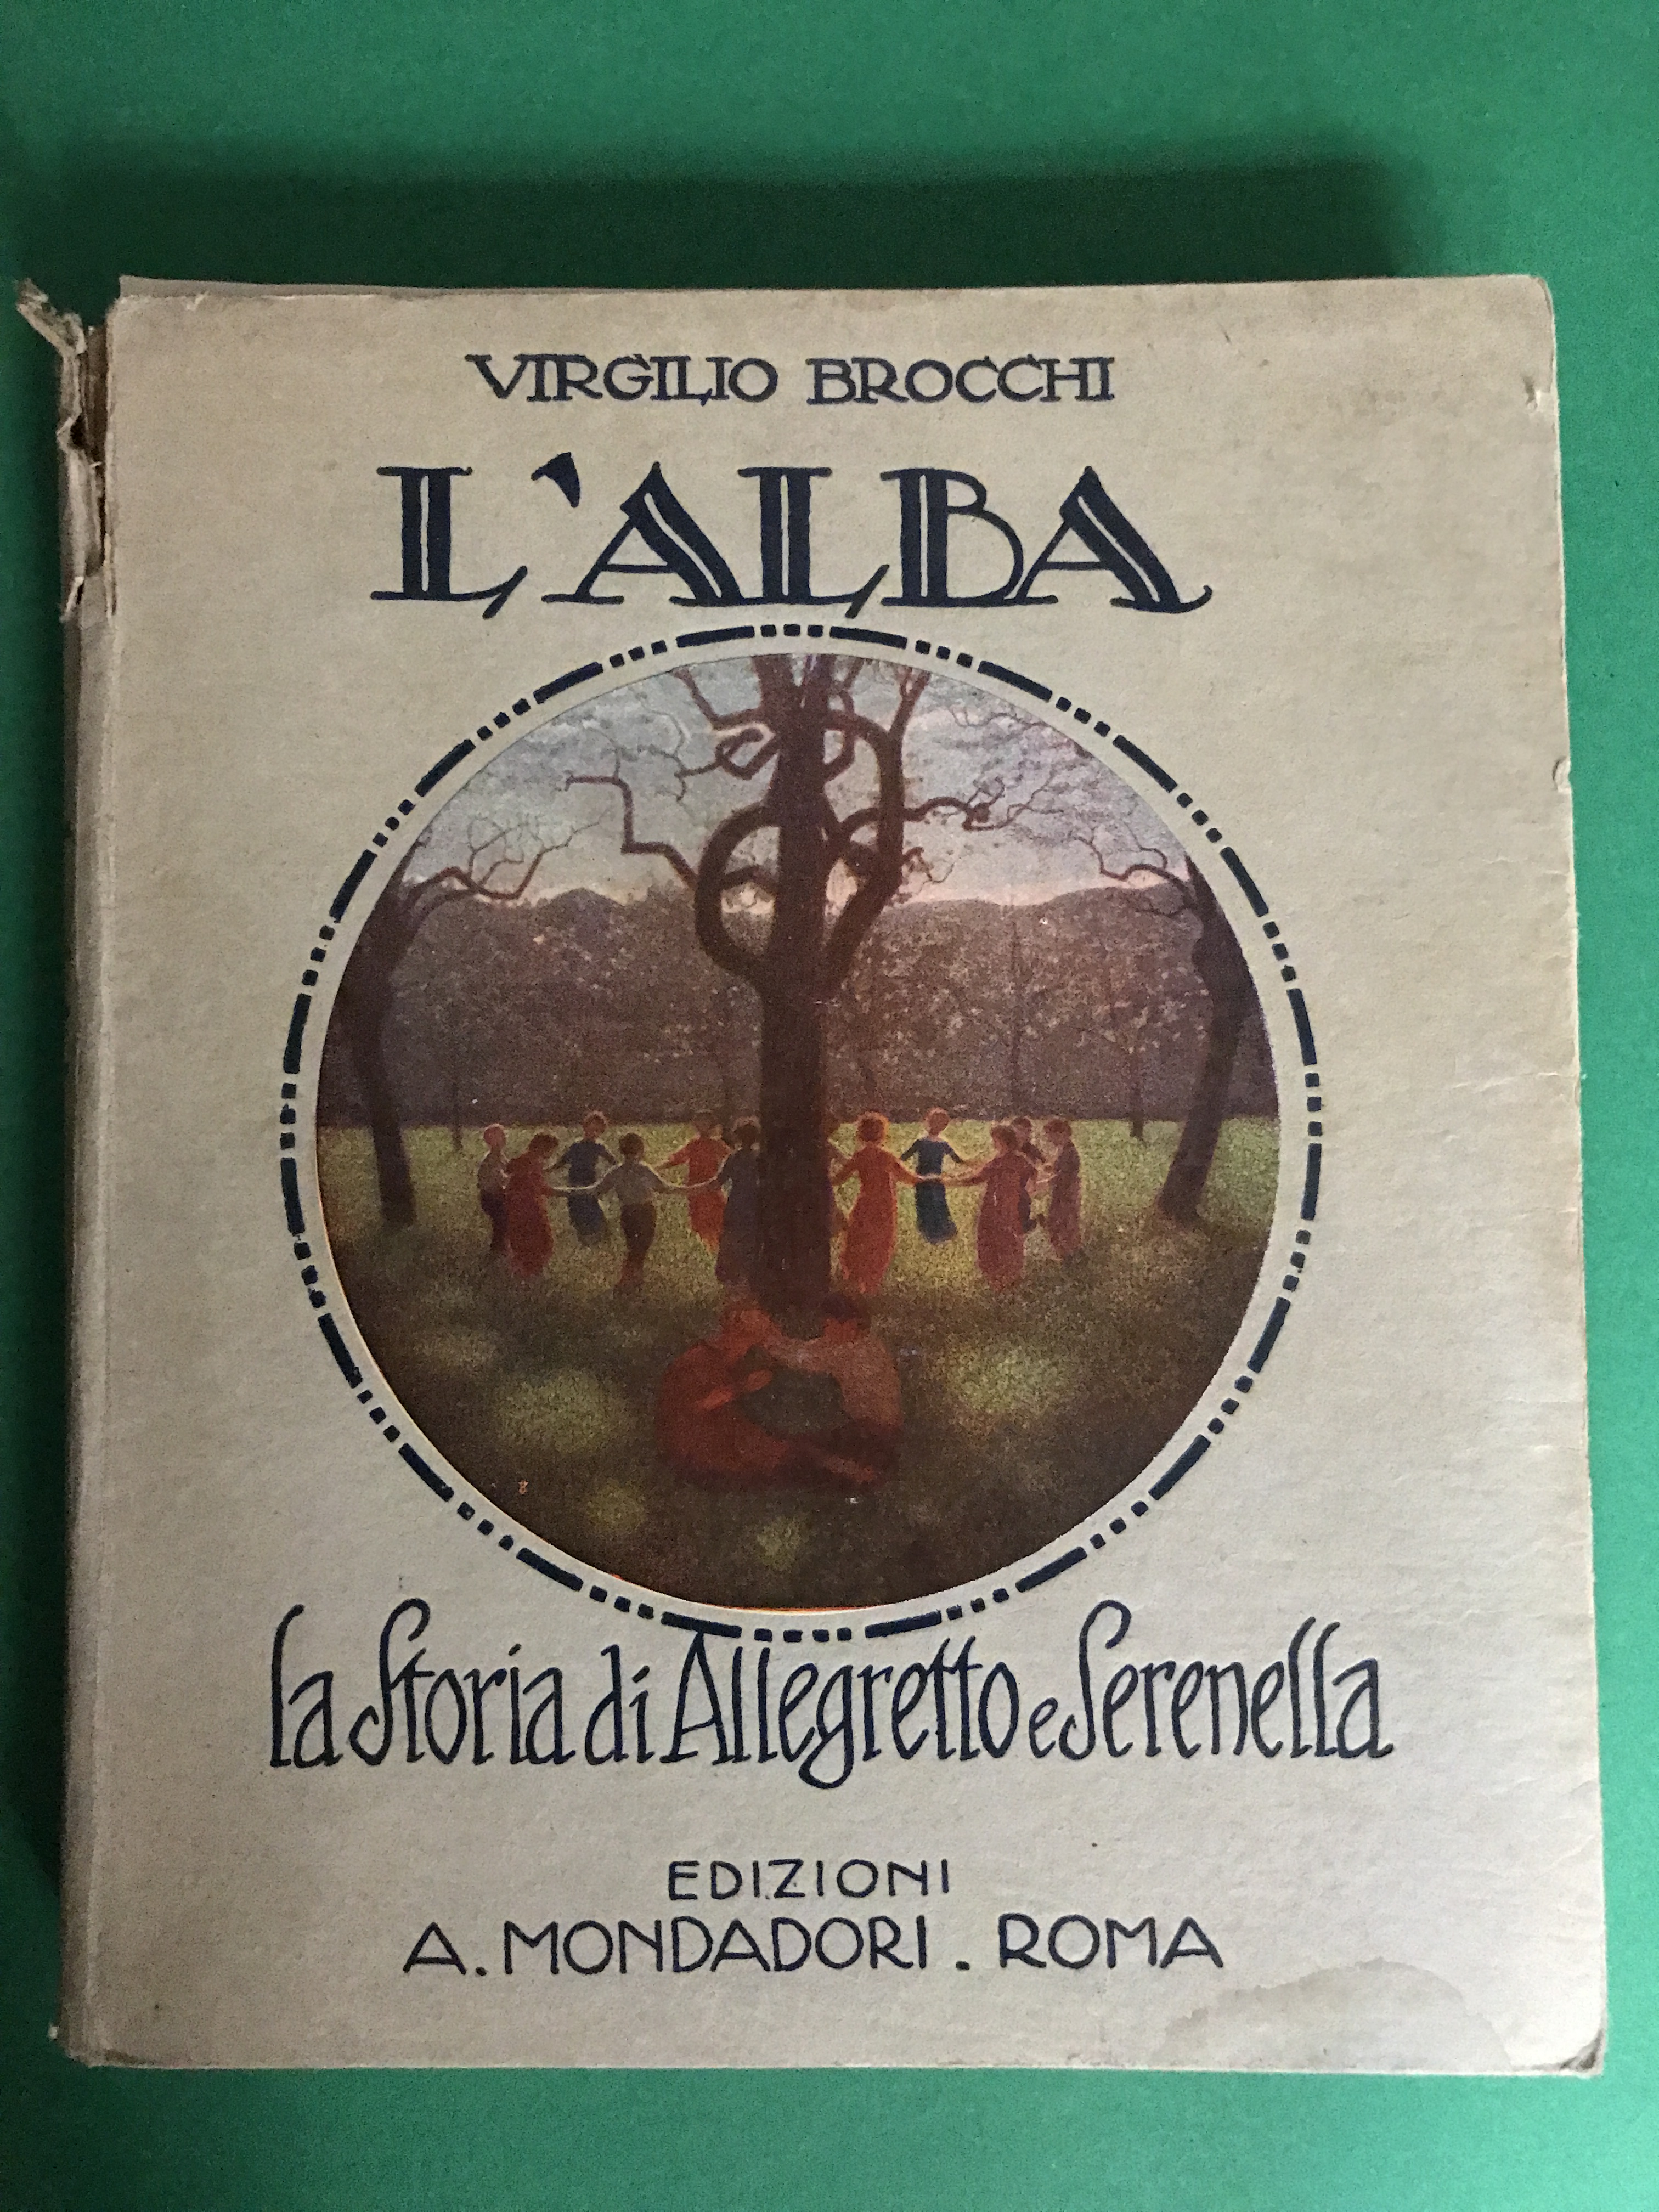 VIRGILIO BROCCHI
L'ALBA
la Storia di Allegretto e Serenella
EDIZIONI
A. MONDADORI. ROMA